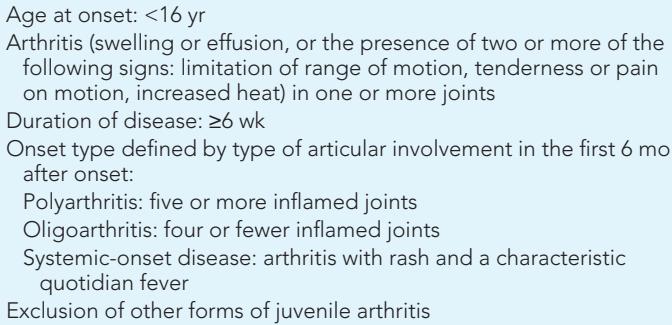 Age at onset: <16 yr
Arthritis (swelling or effusion, or the presence of two or more of the
following signs: limitation of range of motion, tenderness or pain
on motion, increased heat) in one or more joints
Duration of disease: ≥6 wk
Onset type defined by type of articular involvement in the first 6 mo
after onset:
Polyarthritis: five or more inflamed joints
Oligoarthritis: four or fewer inflamed joints
Systemic-onset disease: arthritis with rash and a characteristic
quotidian fever
Exclusion of other forms of juvenile arthritis